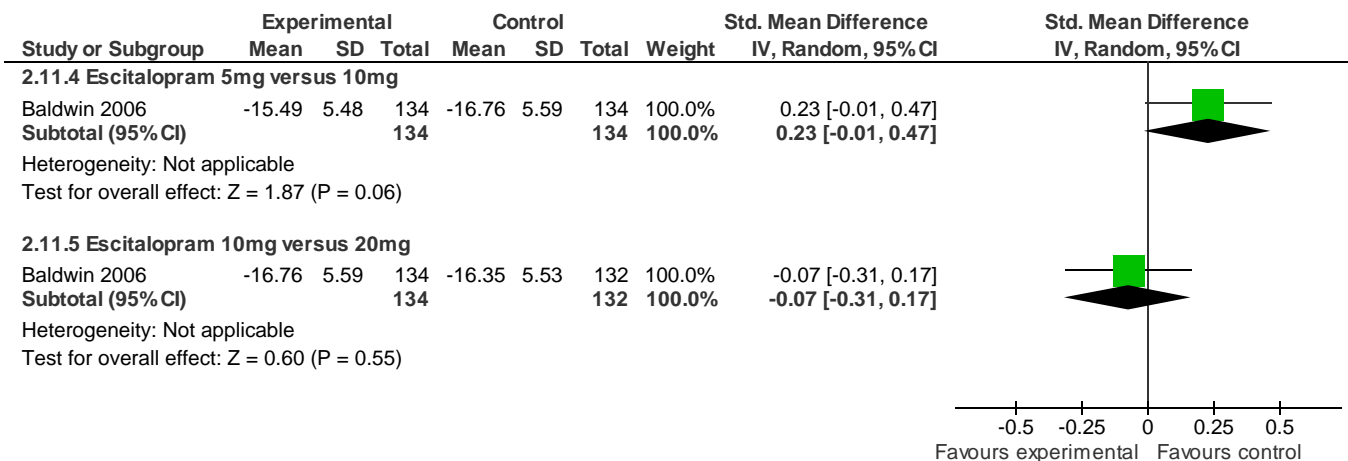 Experimental Control Std. Mean Difference Std. Mean Difference
Study or Subgroup Mean SD Total Mean SD Total Weight IV, Random, 95% CI IV, Random, 95% CI
2.11.4 Escitalopram 5mg versus 10mg
Baldwin 2006 -15.49 5.48 134 -16.76 5.59 134 100.0% 0.23 [-0.01, 0.47]
Subtotal (95% CI) 134 134 100.0% 0.23 [-0.01, 0.47]
Heterogeneity: Not applicable
Test for overall effect: Z = 1.87 (P = 0.06)
2.11.5 Escitalopram 10mg versus 20mg
Baldwin 2006 -16.76 5.59 134 -16.35 5.53 132 100.0% -0.07 [-0.31, 0.17]
Subtotal (95% CI) 134 132 100.0% -0.07 [-0.31, 0.17]
Heterogeneity: Not applicable
Test for overall effect: Z = 0.60 (P = 0.55)
-0.5 -0.25 0 0.25 0.5
Favours experimental Favours control